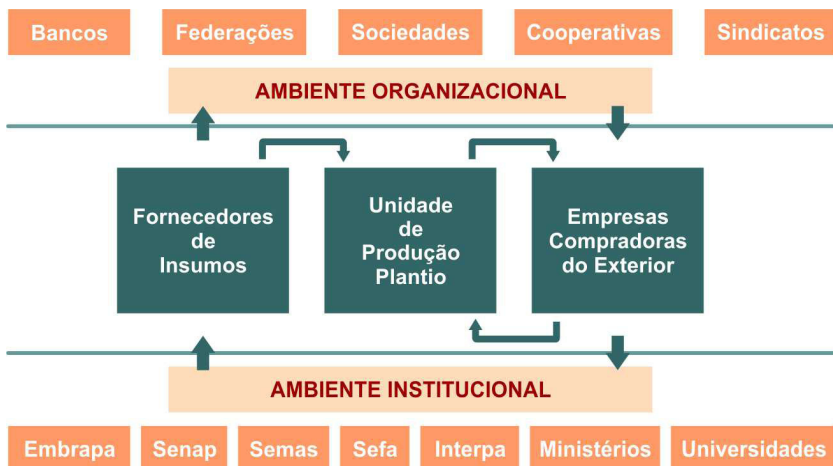 Bancos Federações Sociedades Cooperativas Sindicatos
AMBIENTE ORGANIZACIONAL
Fornecedores
de
Insumos
Unidade
de
Produção
Plantio
Empresas
Compradoras
do Exterior
AMBIENTE INSTITUCIONAL
Embrapa Senap Semas Sefa Interpa Ministérios Universidades